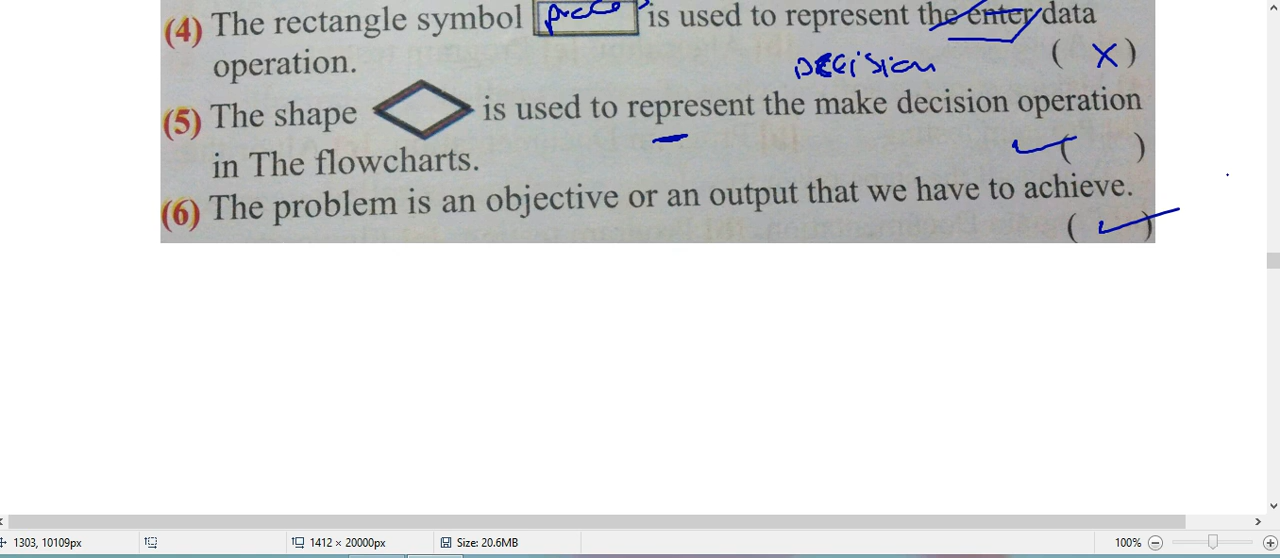 (4) The rectangle symbol is used to represent the enter data
operation. ( X )
DECISION
(5) The shape is used to represent the make decision operation
in The flowcharts. ( )
(6) The problem is an objective or an output that we have to achieve.
( )
1303, 10109px 1412 × 20000px Size: 20.6MB 100%